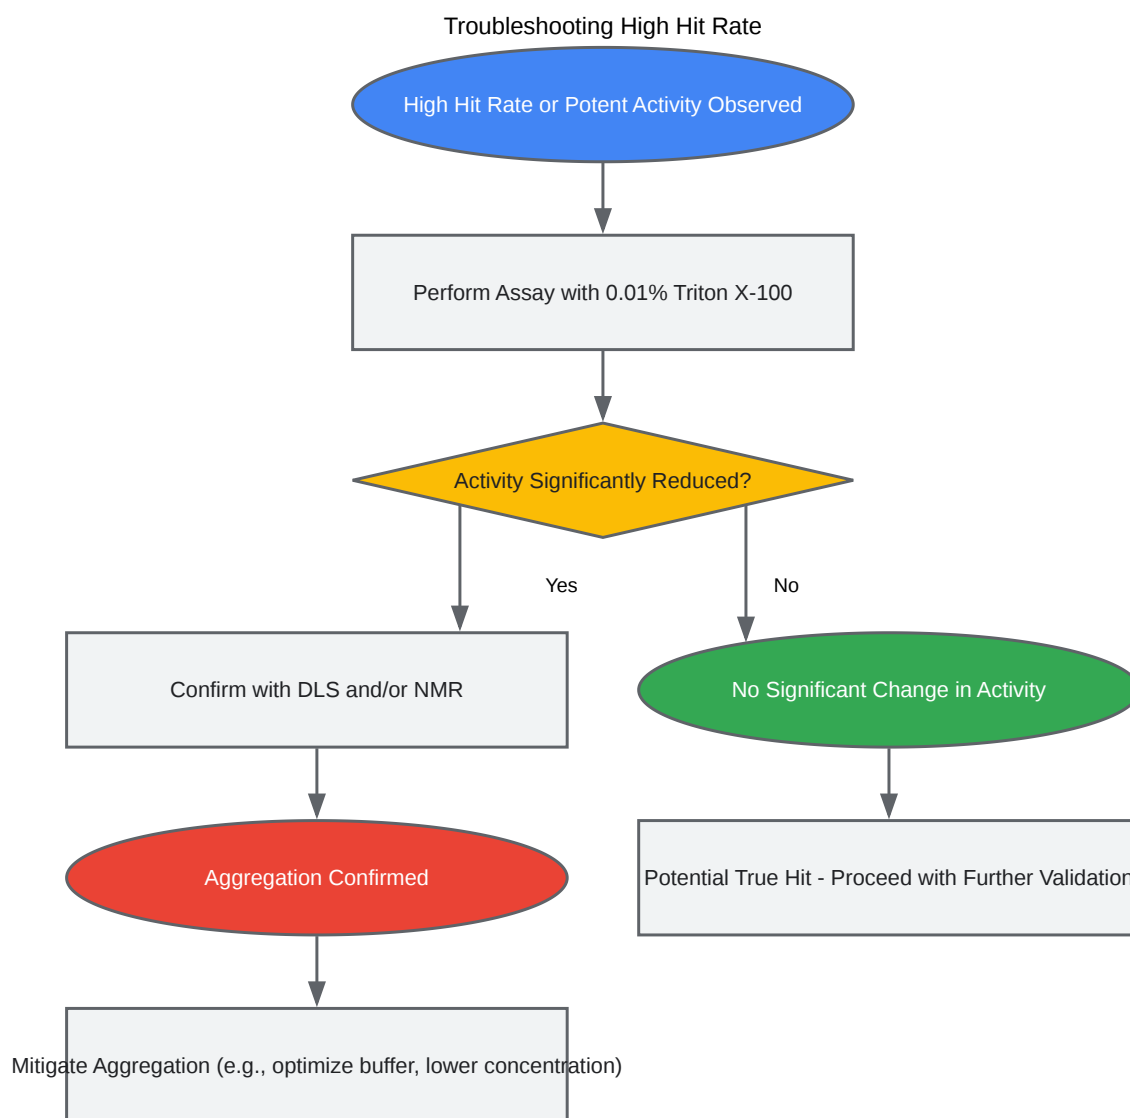 Troubleshooting High Hit Rate
High Hit Rate or Potent Activity Observed
Perform Assay with 0.01% Triton X-100
Activity Significantly Reduced?
Yes
No
Confirm with DLS and/or NMR
No Significant Change in Activity
Aggregation Confirmed
Potential True Hit - Proceed with Further Validation
Mitigate Aggregation (e.g., optimize buffer, lower concentration)